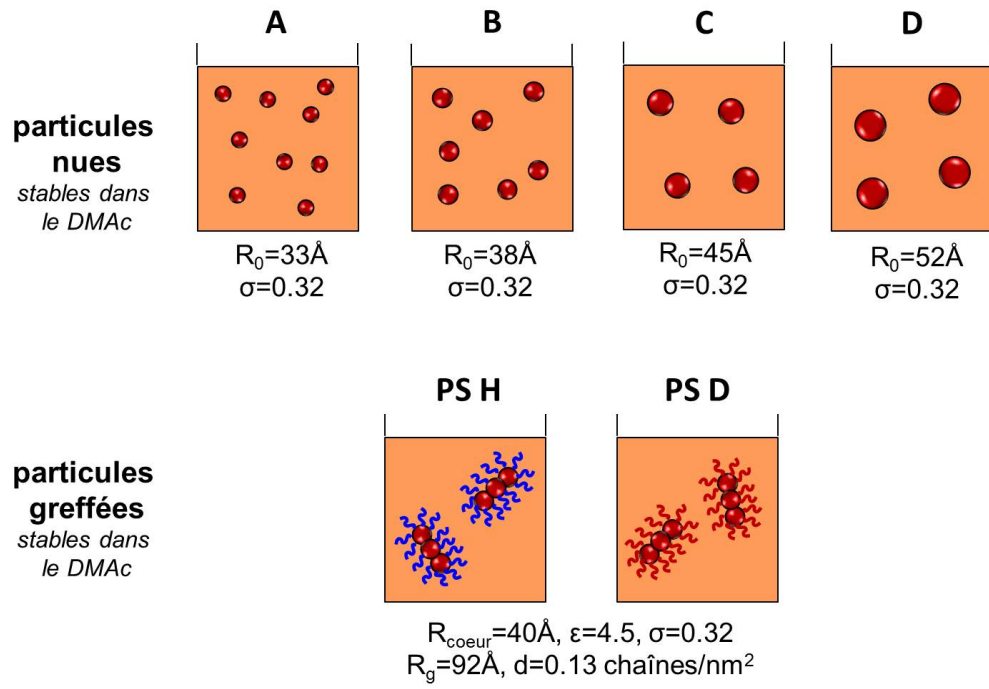 A B C D
particules
nues
stables dans
le DMAc
R₀=33Å R₀=38Å R₀=45Å R₀=52Å
σ=0.32 σ=0.32 σ=0.32 σ=0.32
PS H PS D
particules
greffées
stables dans
le DMAc
R_coeur=40Å, ε=4.5, σ=0.32
R_g=92Å, d=0.13 chaînes/nm²